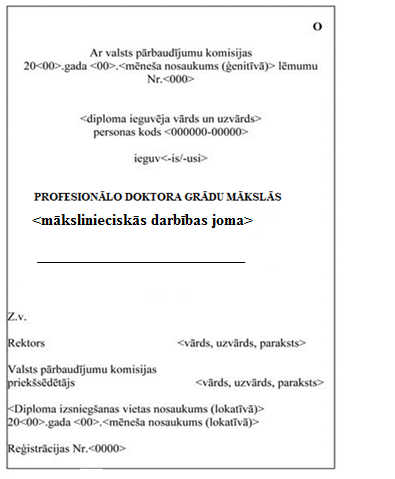 O
Ar valsts pārbaudījumu komisijas
20<00>.gada <00>.<mēneša nosaukums (ģenitīvā)> lēmumu
Nr.<000>
<diploma ieguvēja vārds un uzvārds>
personas kods <000000-00000>
ieguv<-is/-usi>
PROFESIONĀLO DOKTORA GRĀDU MĀKSLĀS
<mākslinieciskās darbības joma>
Z.v.
Rektors <vārds, uzvārds, paraksts>
Valsts pārbaudījumu komisijas
priekšsēdētājs <vārds, uzvārds, paraksts>
<Diploma izsniegšanas vietas nosaukums (lokatīvā)>
20<00>.gada <00>.<mēneša nosaukums (lokatīvā)>
Reģistrācijas Nr.<0000>